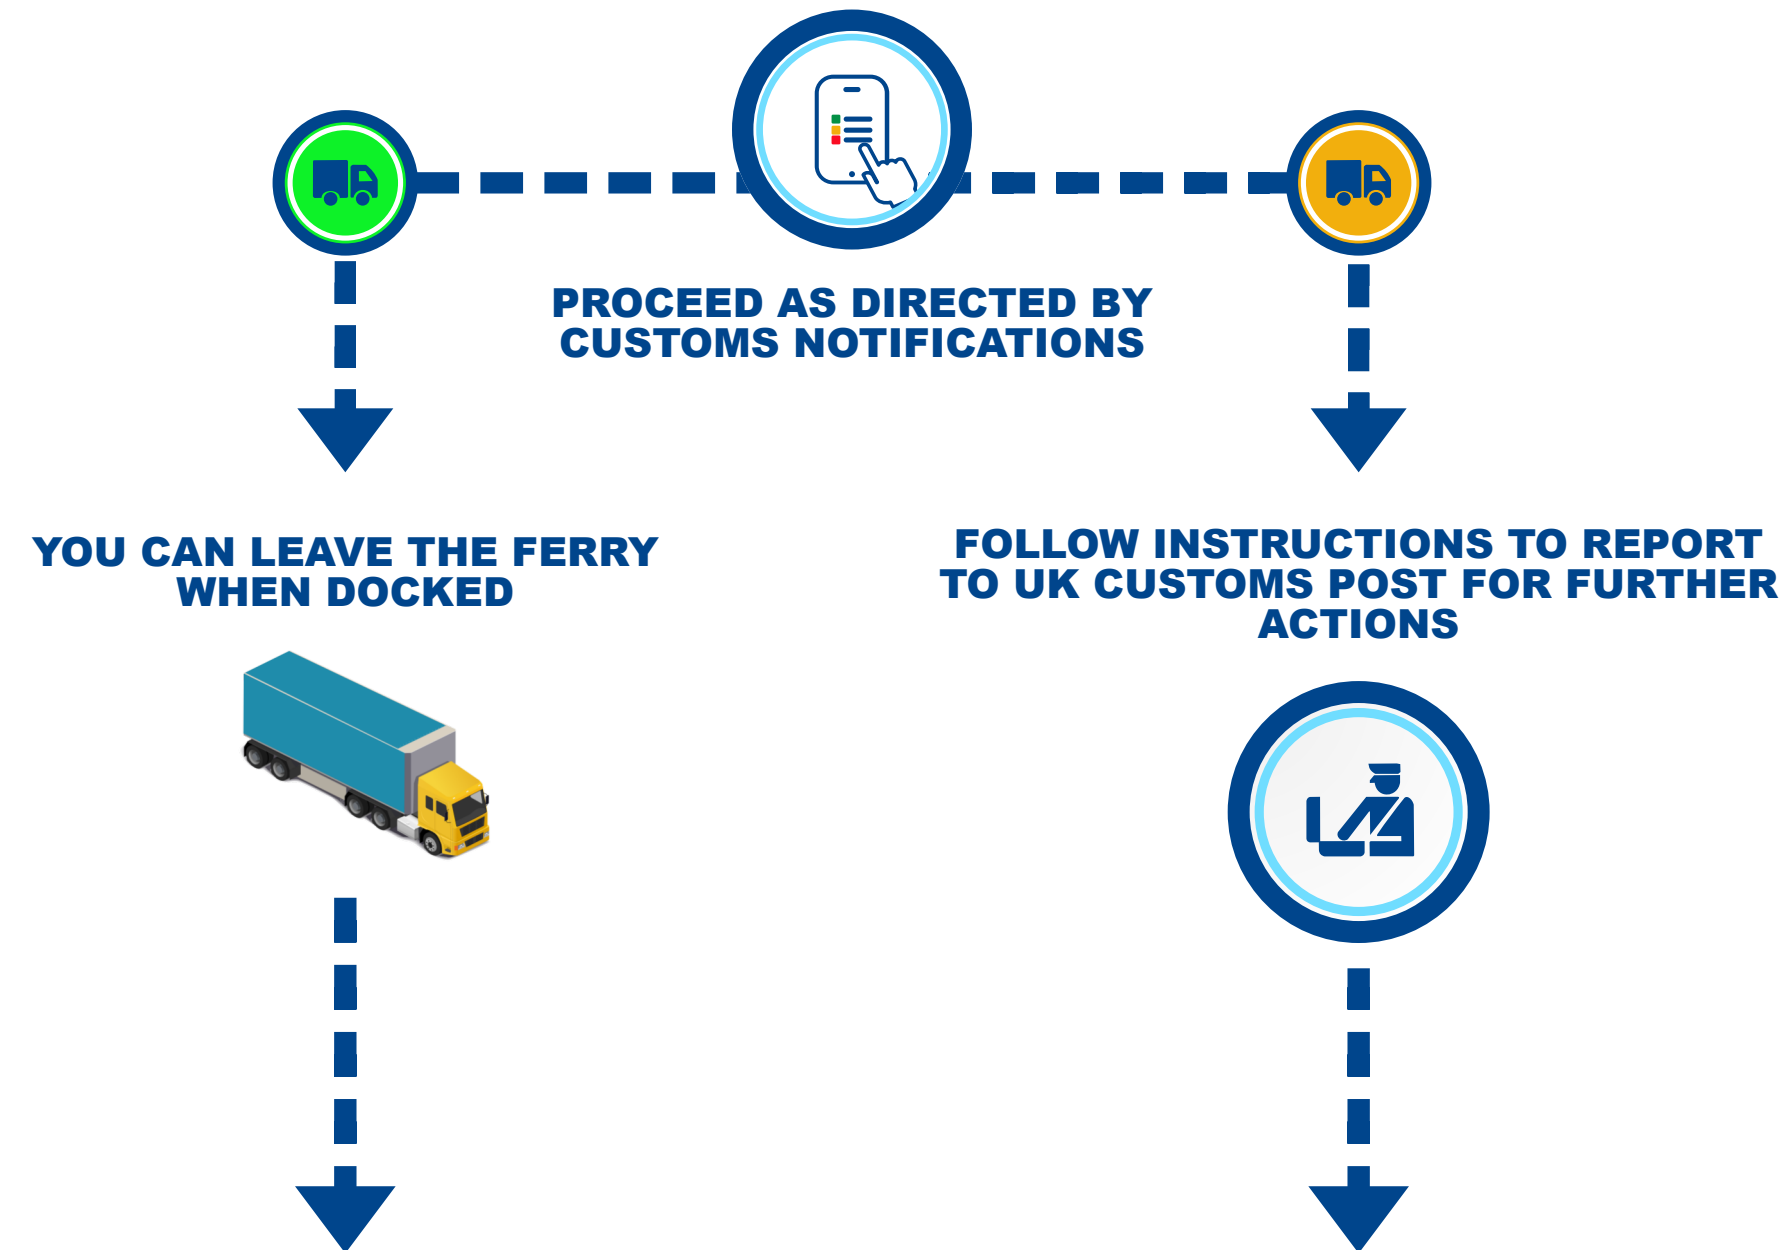 PROCEED AS DIRECTED BY
CUSTOMS NOTIFICATIONS
YOU CAN LEAVE THE FERRY
WHEN DOCKED
FOLLOW INSTRUCTIONS TO REPORT
TO UK CUSTOMS POST FOR FURTHER
ACTIONS